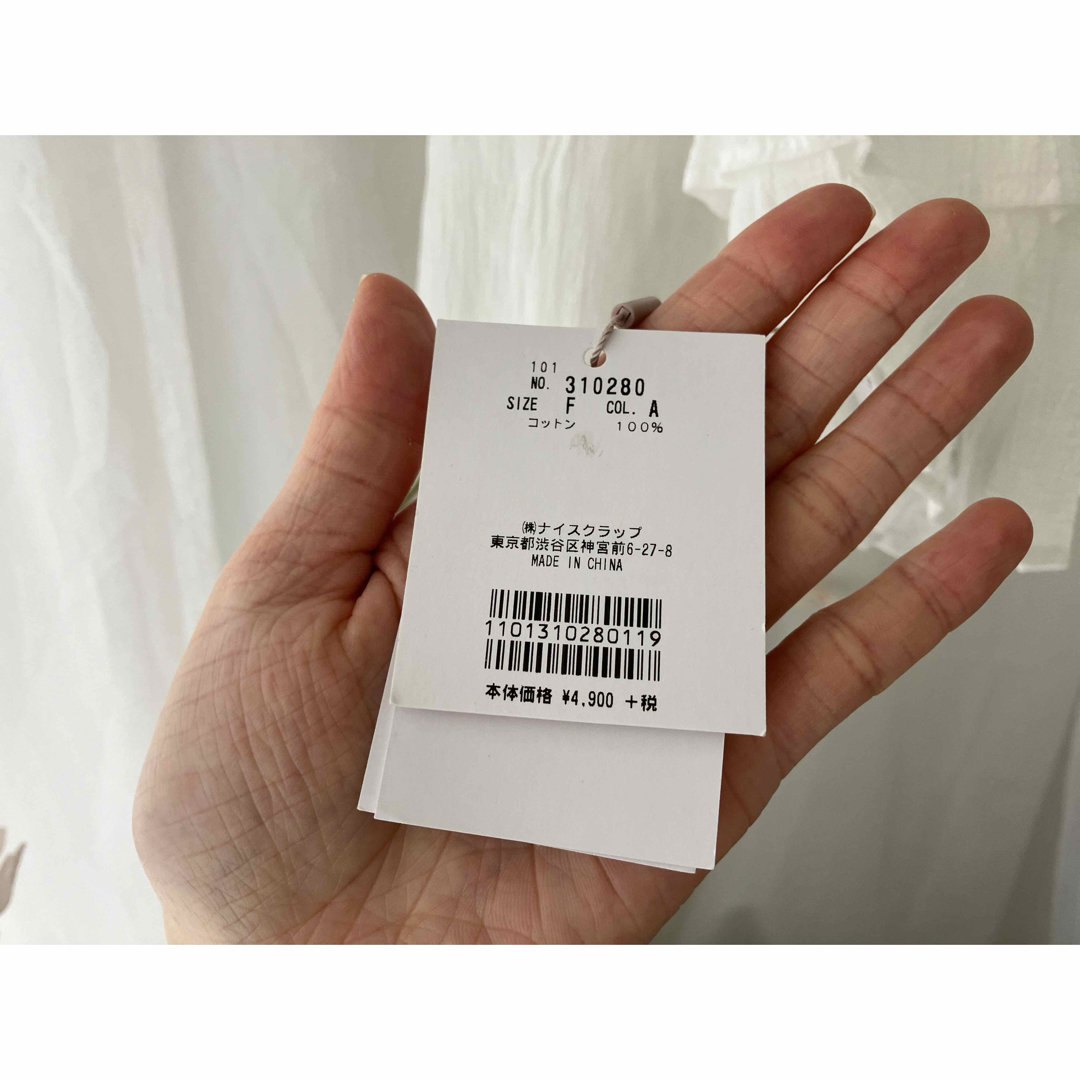 101
NO. 310280
SIZE F COL. A
コットン 100%
㈱ナイスクラップ
東京都渋谷区神宮前6-27-8
MADE IN CHINA
1101310280119
本体価格 ¥4,900 +税